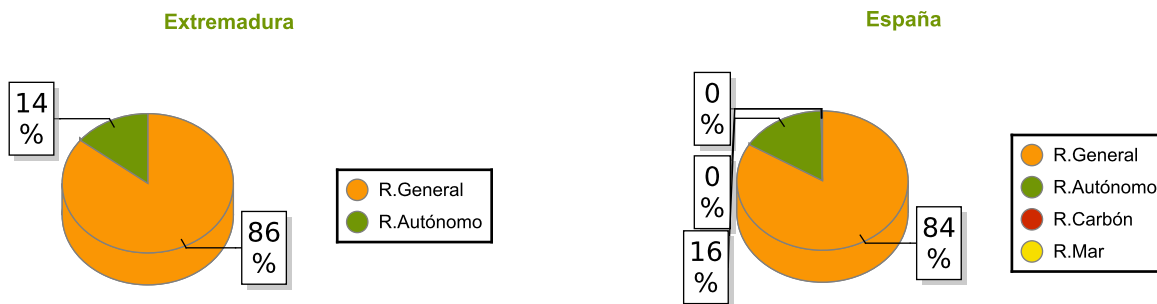 Extremadura
14
%
86
%
R.General
R.Autónomo
España
0
%
0
%
16
%
84
%
R.General
R.Autónomo
R.Carbón
R.Mar